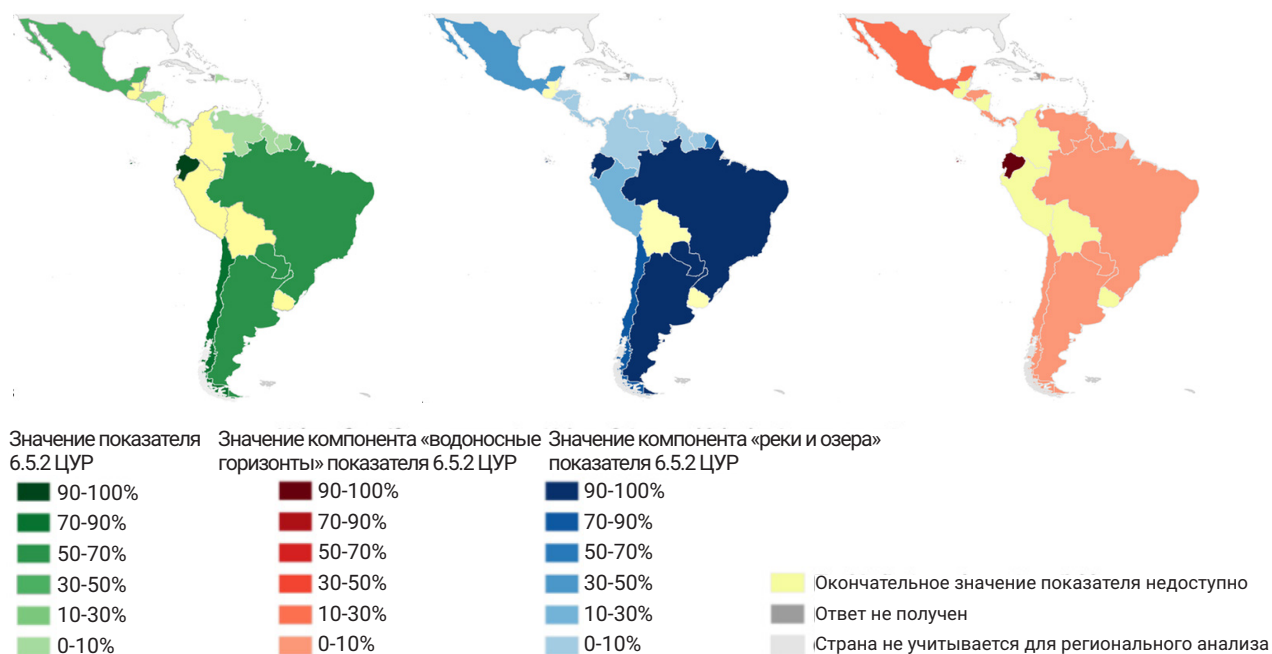 Значение показателя
6.5.2 ЦУР
90-100%
70-90%
50-70%
30-50%
10-30%
0-10%
Значение компонента «водоносные
горизонты» показателя 6.5.2 ЦУР
90-100%
70-90%
50-70%
30-50%
10-30%
0-10%
Значение компонента «реки и озера»
показателя 6.5.2 ЦУР
90-100%
70-90%
50-70%
30-50%
10-30%
0-10%
Окончательное значение показателя недоступно
Ответ не получен
Страна не учитывается для регионального анализа